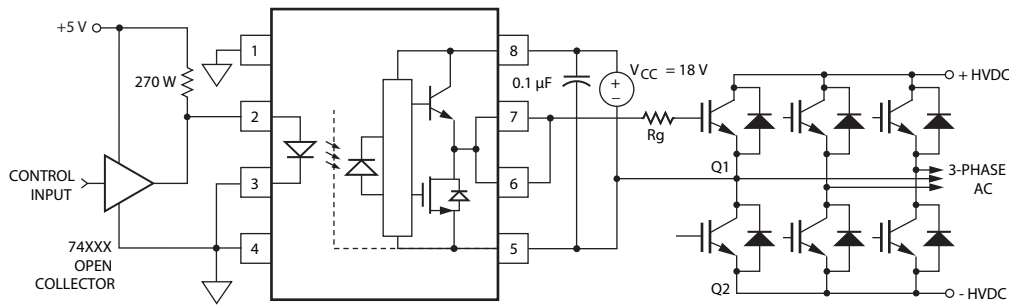 +5 V
270 W
CONTROL
INPUT
74XXX
OPEN
COLLECTOR
1
2
3
4
8
7
6
5
0.1 µF
VCC = 18 V
+
−
Rg
+ HVDC
Q1
3-PHASE
AC
Q2
- HVDC